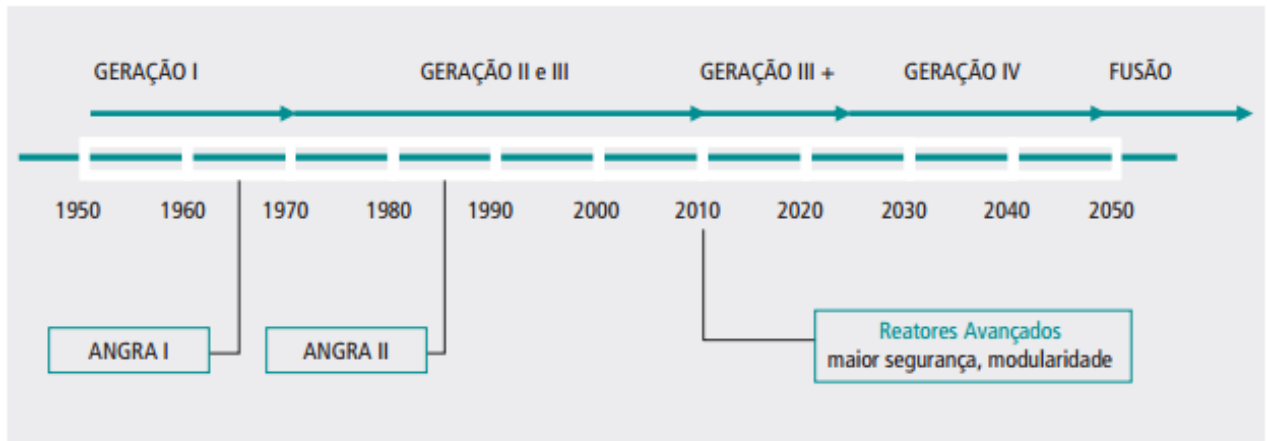 GERAÇÃO I GERAÇÃO II e III GERAÇÃO III + GERAÇÃO IV FUSÃO
1950 1960 1970 1980 1990 2000 2010 2020 2030 2040 2050
ANGRA I ANGRA II
Reatores Avançados
maior segurança, modularidade